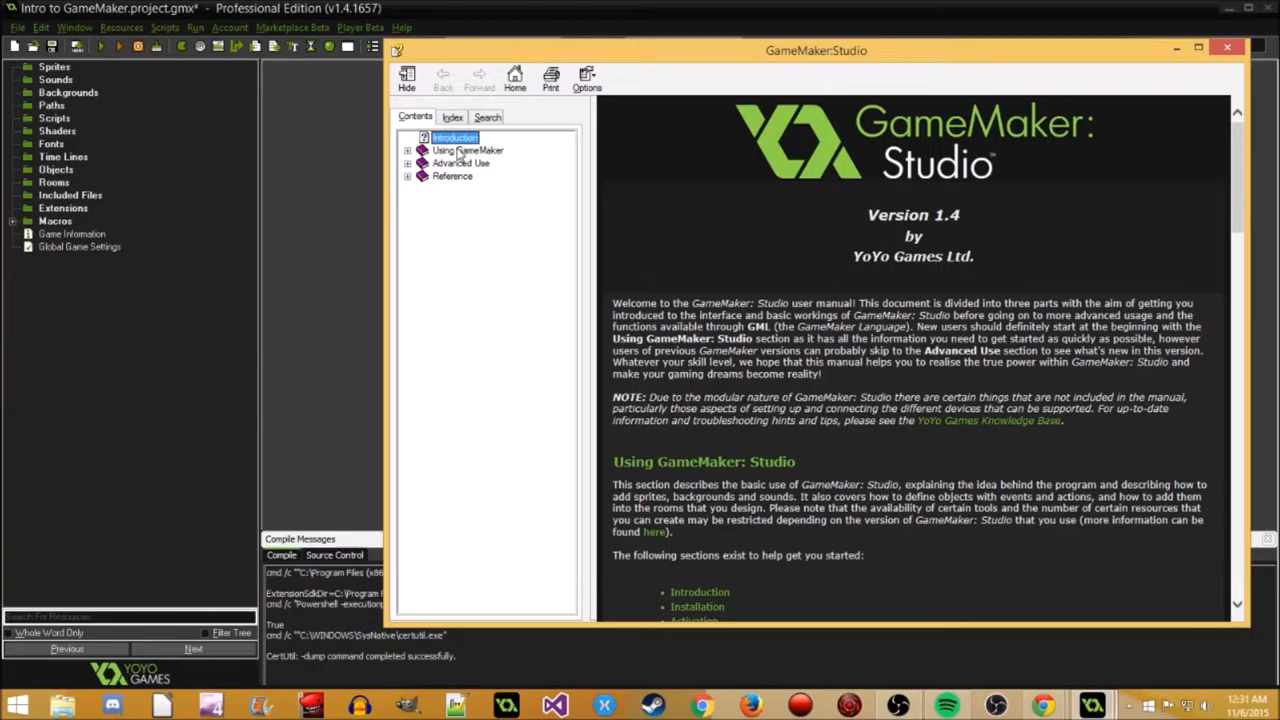 Intro to GameMaker.project.gmx* - Professional Edition (v1.4.1657)
File Edit Window Resources Scripts Run Account Marketplace Beta Player Beta Help
Sprites
Sounds
Backgrounds
Paths
Scripts
Shaders
Fonts
Time Lines
Objects
Rooms
Included Files
Extensions
Macros
Game Information
Global Game Settings
Search For Resources...
Whole Word Only Filter Tree
Previous Next
YOYO
GAMES
GameMaker:Studio
Hide Back Forward Home Print Options
Contents Index Search
Introduction
Using GameMaker
Advanced Use
Reference
GameMaker:
Studio
Version 1.4
by
YoYo Games Ltd.
Welcome to the GameMaker: Studio user manual! This document is divided into three parts with the aim of getting you
introduced to the interface and basic workings of GameMaker: Studio before going on to more advanced usage and the
functions available through GML (the GameMaker Language). New users should definitely start at the beginning with the
Using GameMaker: Studio section as it has all the information you need to get started as quickly as possible, however
users of previous GameMaker versions can probably skip to the Advanced Use section to see what's new in this version.
Whatever your skill level, we hope that this manual helps you to realise the true power within GameMaker: Studio and
make your gaming dreams become reality!
NOTE: Due to the modular nature of GameMaker: Studio there are certain things that are not included in the manual,
particularly those aspects of setting up and connecting the different devices that can be supported. For up-to-date
information and troubleshooting hints and tips, please see the YoYo Games Knowledge Base.
Using GameMaker: Studio
This section describes the basic use of GameMaker: Studio, explaining the idea behind the program and describing how to
add sprites, backgrounds and sounds. It also covers how to define objects with events and actions, and how to add them
into the rooms that you design. Please note that the availability of certain tools and the number of certain resources that
you can create may be restricted depending on the version of GameMaker: Studio that you use (more information can be
found here).
The following sections exist to help get you started:
• Introduction
• Installation
Compile Messages
Compile Source Control
cmd /c ""C:\Program Files (x86
ExtensionSdkDir=C:\Program F
cmd /c "Powershell -execution
True
cmd /c ""C:\WINDOWS\SysNative\certutil.exe"
CertUtil: -dump command completed successfully.
12:31 AM
11/6/2015